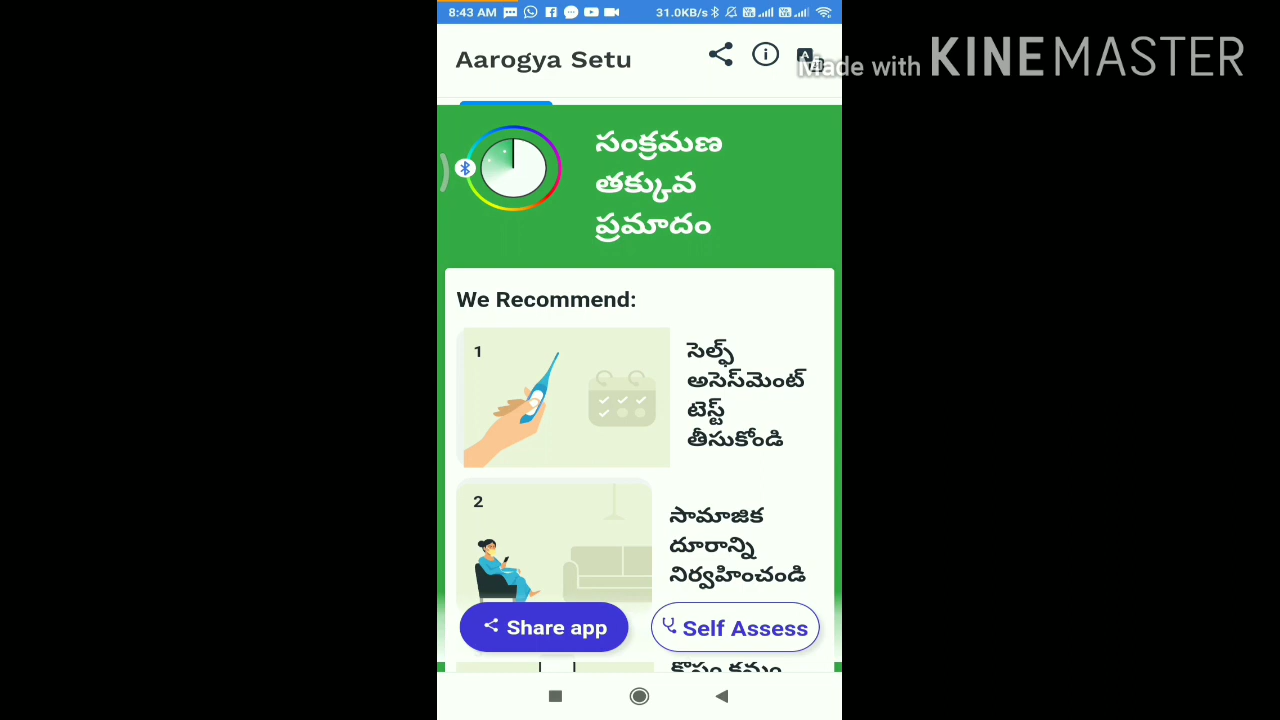 8:43 AM
31.0KB/s
Made with KINEMASTER
Aarogya Setu
సంక్రమణ
తక్కువ
ప్రమాదం
We Recommend:
1
సెల్ఫ్
అసెస్‌మెంట్
టెస్ట్
తీసుకోండి
2
సామాజిక
దూరాన్ని
నిర్వహించండి
Share app
Self Assess